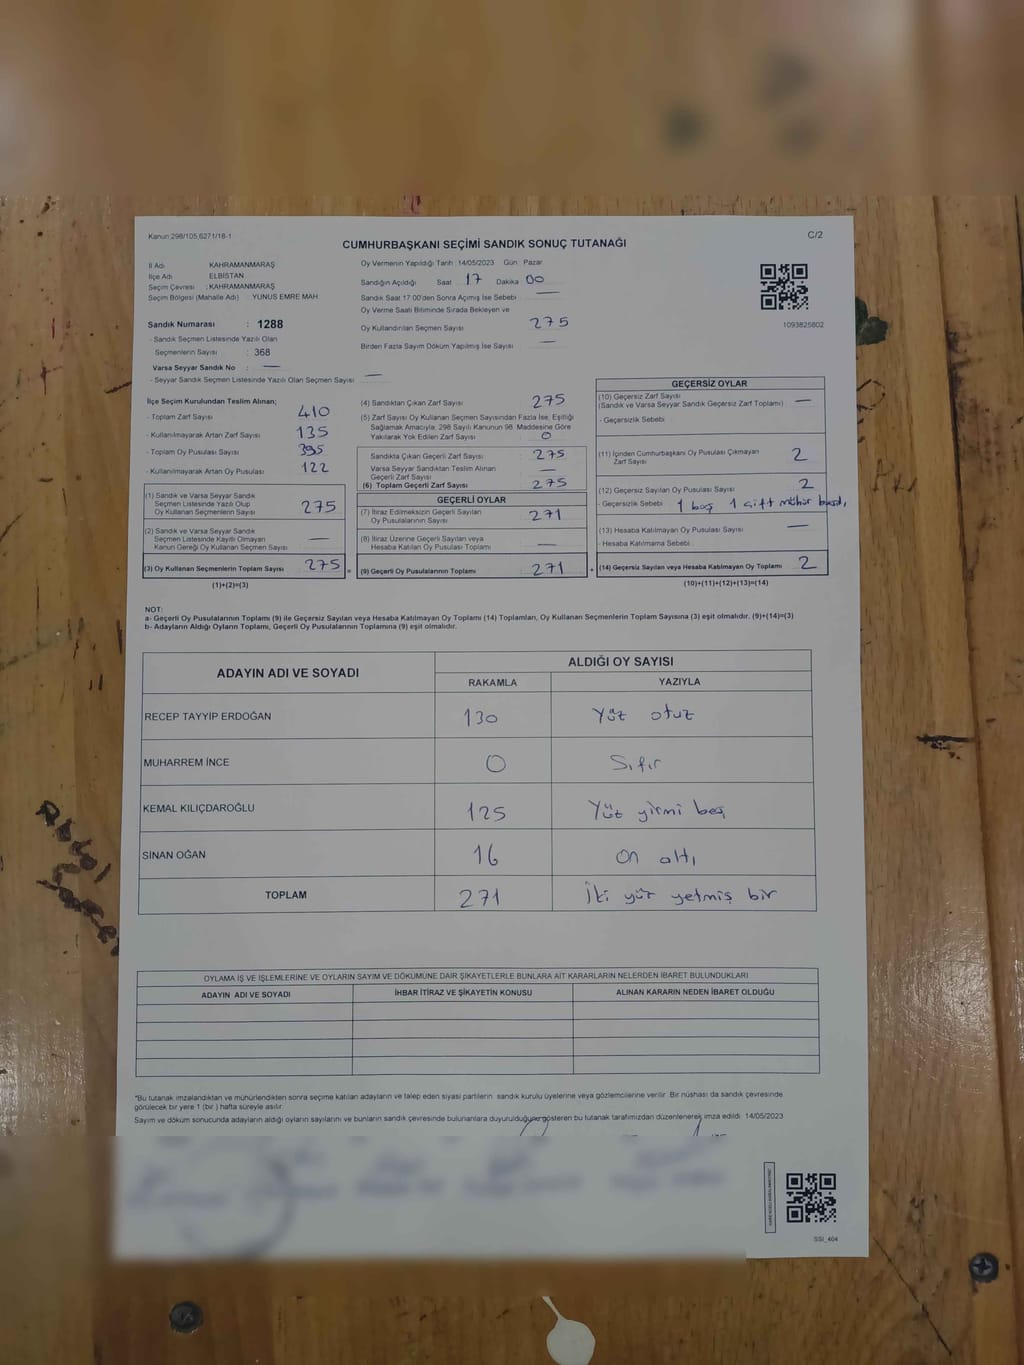 Kanun:298/105,6271/18-1
C/2
CUMHURBAŞKANI SEÇİMİ SANDIK SONUÇ TUTANAĞI
İl Adı KAHRAMANMARAŞ
İlçe Adı ELBİSTAN
Seçim Çevresi : KAHRAMANMARAŞ
Seçim Bölgesi (Mahalle Adı) YUNUS EMRE MAH
Oy Vermenin Yapıldığı Tarih :14/05/2023 Gün Pazar
Sandığın Açıldığı Saat 17 Dakika 00
Sandık Saat 17 00'den Sonra Açılmış İse Sebebi —
Oy Verme Saati Bitiminde Sırada Bekleyen ve
Oy Kullandırılan Seçmen Sayısı 275
Birden Fazla Sayım Döküm Yapılmış İse Sayısı —
1093825802
Sandık Numarası : 1288
- Sandık Seçmen Listesinde Yazılı Olan
Seçmenlerin Sayısı : 368
Varsa Seyyar Sandık No : —
- Seyyar Sandık Seçmen Listesinde Yazılı Olan Seçmen Sayısı —
İlçe Seçim Kurulundan Teslim Alınan;
- Toplam Zarf Sayısı 410
- Kullanılmayarak Artan Zarf Sayısı 135
- Toplam Oy Pusulası Sayısı 395
- Kullanılmayarak Artan Oy Pusulası 122
(1) Sandık ve Varsa Seyyar Sandık
Seçmen Listesinde Yazılı Olup
Oy Kullanan Seçmenlerin Sayısı 275
(2) Sandık ve Varsa Seyyar Sandık
Seçmen Listesinde Kayıtlı Olmayan
Kanun Gereği Oy Kullanan Seçmen Sayısı —
(3) Oy Kullanan Seçmenlerin Toplam Sayısı 275 =
(1)+(2)=(3)
(4) Sandıktan Çıkan Zarf Sayısı 275
(5) Zarf Sayısı Oy Kullanan Seçmen Sayısından Fazla İse, Eşitliği
Sağlamak Amacıyla, 298 Sayılı Kanunun 98. Maddesine Göre
Yakılarak Yok Edilen Zarf Sayısı : 0
Sandıkta Çıkan Geçerli Zarf Sayısı : 275
Varsa Seyyar Sandıktan Teslim Alınan
Geçerli Zarf Sayısı —
(6) Toplam Geçerli Zarf Sayısı 275
GEÇERLİ OYLAR
(7) İtiraz Edilmeksizin Geçerli Sayılan
Oy Pusulalarının Sayısı 271
(8) İtiraz Üzerine Geçerli Sayılan veya
Hesaba Katılan Oy Pusulası Toplamı —
(9) Geçerli Oy Pusulalarının Toplamı : 271 +
GEÇERSİZ OYLAR
(10) Geçersiz Zarf Sayısı
(Sandık ve Varsa Seyyar Sandık Geçersiz Zarf Toplamı) —
- Geçersizlik Sebebi
(11) İçinden Cumhurbaşkanı Oy Pusulası Çıkmayan
Zarf Sayısı 2
(12) Geçersiz Sayılan Oy Pusulası Sayısı 2
- Geçersizlik Sebebi 1 boş 1 çift mühür
(13) Hesaba Katılmayan Oy Pusulası Sayısı —
- Hesaba Katılmama Sebebi
(14) Geçersiz Sayılan veya Hesaba Katılmayan Oy Toplamı 2
(10)+(11)+(12)+(13)=(14)
NOT:
a- Geçerli Oy Pusulalarının Toplamı (9) ile Geçersiz Sayılan veya Hesaba Katılmayan Oy Toplamı (14) Toplamları, Oy Kullanan Seçmenlerin Toplam Sayısına (3) eşit olmalıdır. (9)+(14)=(3)
b- Adayların Aldığı Oyların Toplamı, Geçerli Oy Pusulalarının Toplamına (9) eşit olmalıdır.
ADAYIN ADI VE SOYADI ALDIĞI OY SAYISI
RAKAMLA YAZIYLA
RECEP TAYYİP ERDOĞAN 130 Yüz otuz
MUHARREM İNCE 0 Sıfır
KEMAL KILIÇDAROĞLU 125 Yüz yirmi beş
SİNAN OĞAN 16 On altı
TOPLAM 271 İki yüz yetmiş bir
OYLAMA İŞ VE İŞLEMLERİNE VE OYLARIN SAYIM VE DÖKÜMÜNE DAİR ŞİKAYETLERLE BUNLARA AİT KARARLARIN NELERDEN İBARET BULUNDUKLARI
ADAYIN ADI VE SOYADI İHBAR İTİRAZ VE ŞİKAYETİN KONUSU ALINAN KARARIN NEDEN İBARET OLDUĞU
*Bu tutanak imzalandıktan ve mühürlendikten sonra seçime katılan adayların ve talep eden siyasi partilerin sandık kurulu üyelerine veya gözlemcilerine verilir. Bir nüshası da sandık çevresinde
görülecek bir yere 1 (bir ) hafta süreyle asılır.
Sayım ve döküm sonucunda adayların aldığı oyların sayılarını ve bunların sandık çevresinde bulunanlara duyurulduğunu gösteren bu tutanak tarafımızdan düzenlenerek imza edildi 14/05/2023
SSI_404